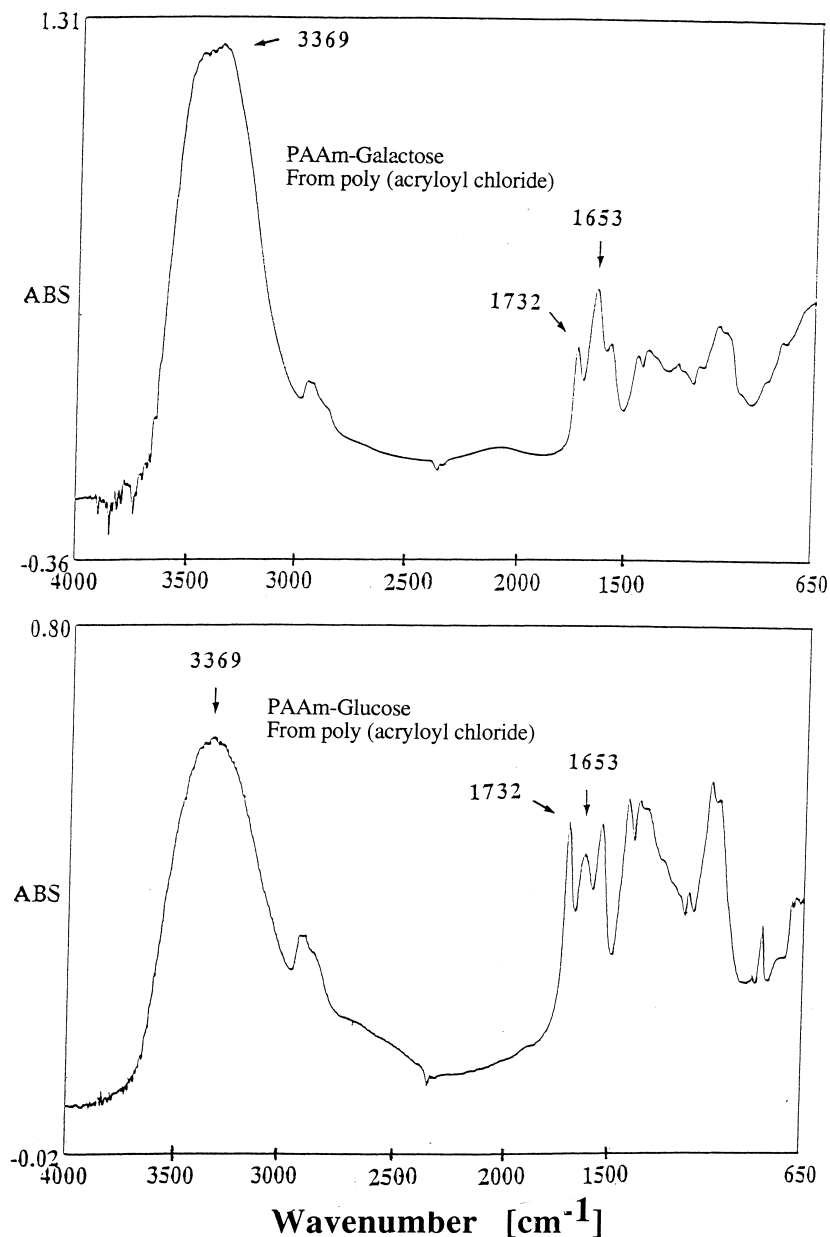 1.31
3369
PAAm-Galactose
From poly (acryloyl chloride)
1653
1732
ABS
-0.36
4000 3500 3000 2500 2000 1500 650
0.80
3369
PAAm-Glucose
From poly (acryloyl chloride)
1653
1732
ABS
-0.02
4000 3500 3000 2500 2000 1500 650
Wavenumber [cm-1]